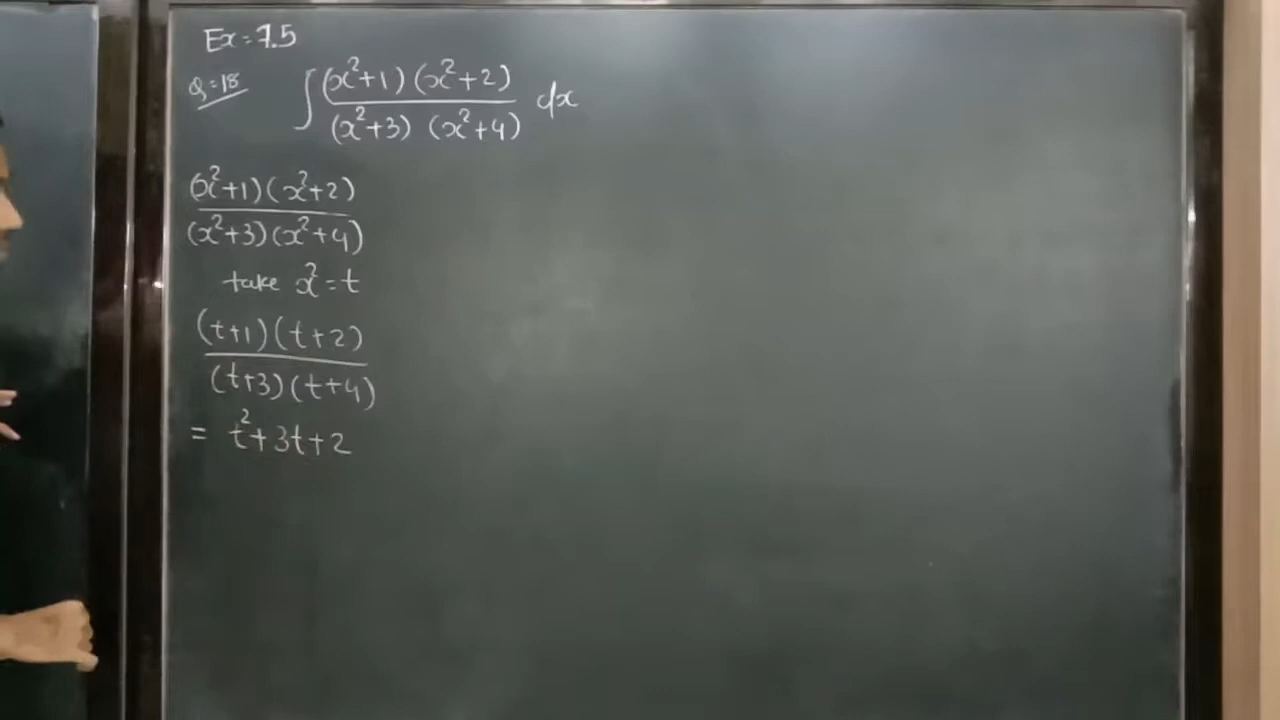 Ex = 7.5
Q = 18 ∫ (x²+1)(x²+2) / (x²+3)(x²+4) dx
(x²+1)(x²+2) / (x²+3)(x²+4)
take x² = t
(t+1)(t+2) / (t+3)(t+4)
= t²+3t+2